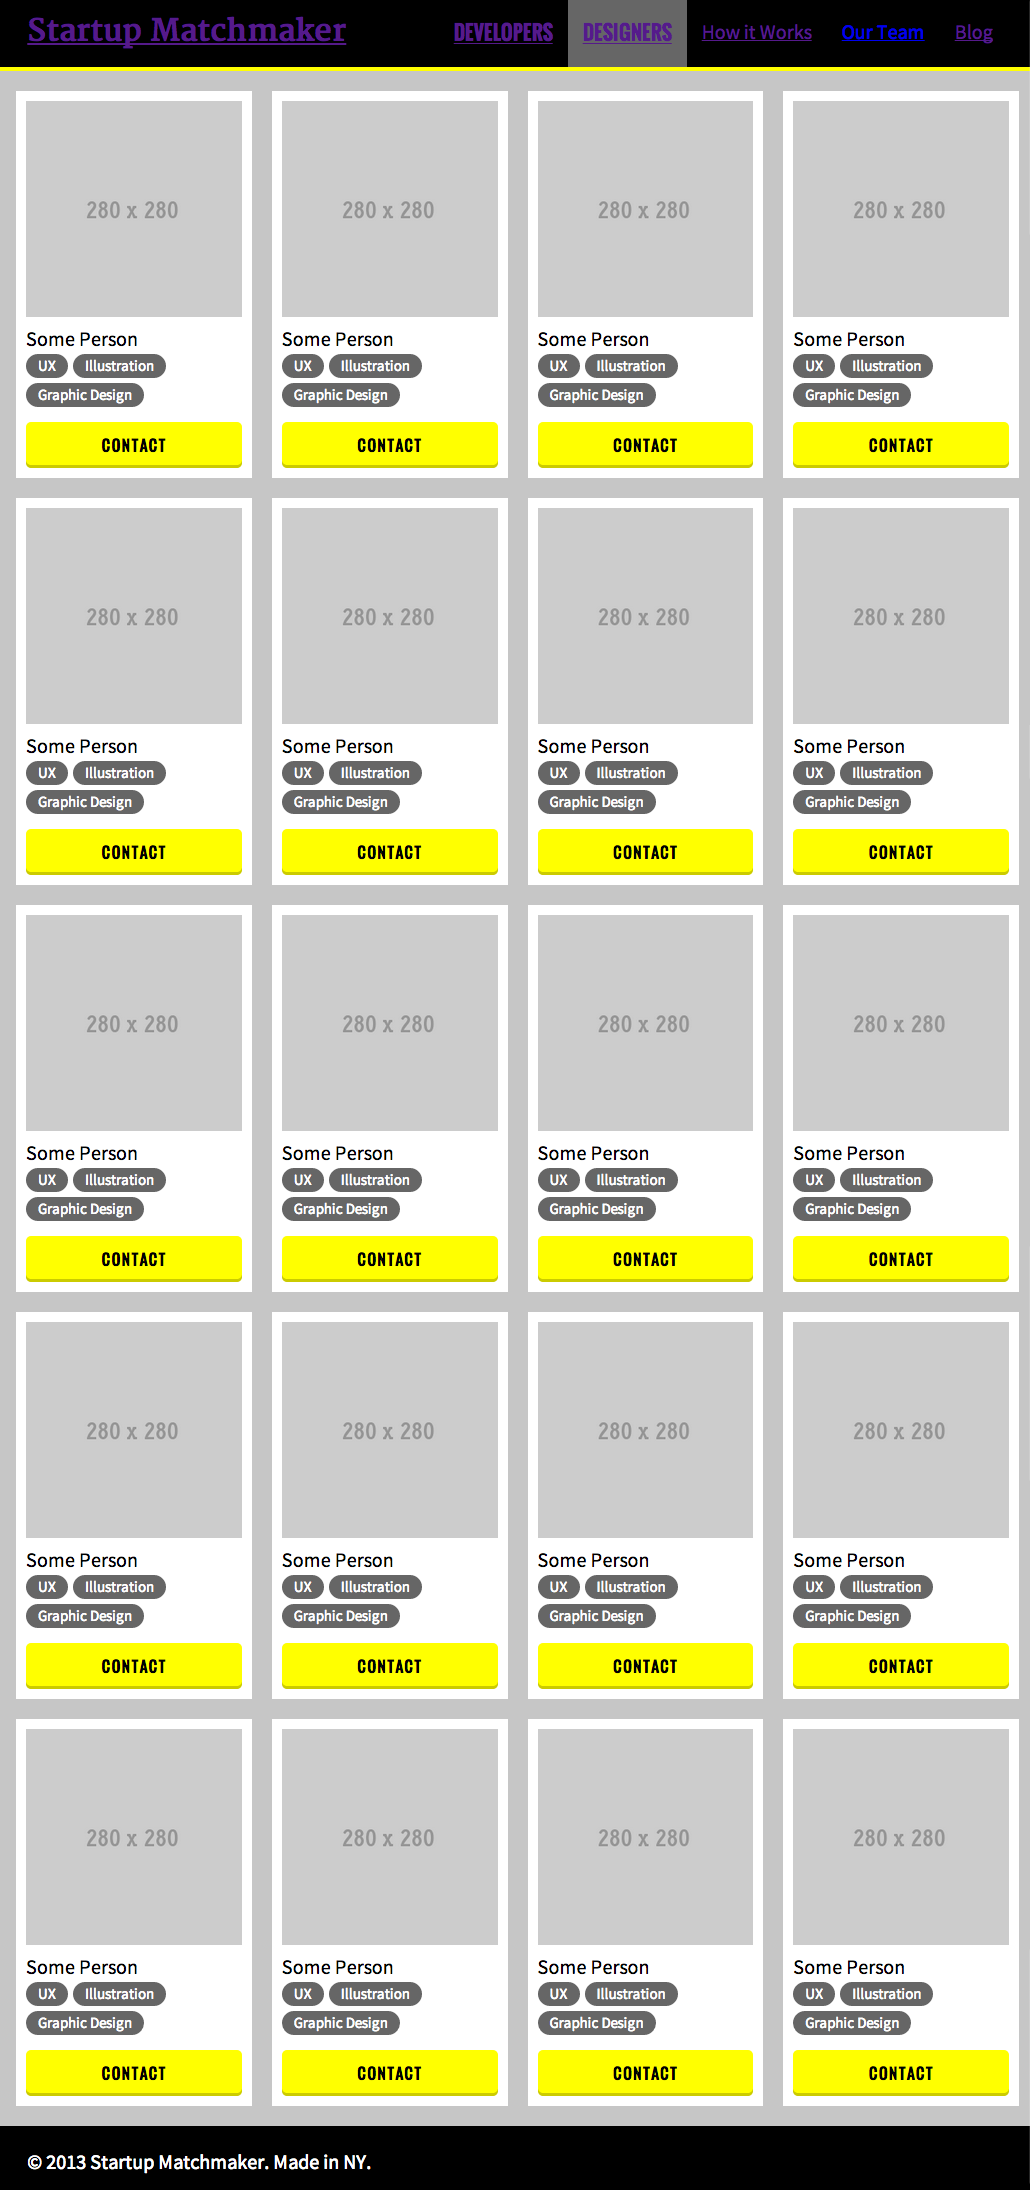 Startup Matchmaker DEVELOPERS DESIGNERS How it Works Our Team Blog
280 x 280 280 x 280 280 x 280 280 x 280
Some Person Some Person Some Person Some Person
UX Illustration UX Illustration UX Illustration UX Illustration
Graphic Design Graphic Design Graphic Design Graphic Design
CONTACT CONTACT CONTACT CONTACT
280 x 280 280 x 280 280 x 280 280 x 280
Some Person Some Person Some Person Some Person
UX Illustration UX Illustration UX Illustration UX Illustration
Graphic Design Graphic Design Graphic Design Graphic Design
CONTACT CONTACT CONTACT CONTACT
280 x 280 280 x 280 280 x 280 280 x 280
Some Person Some Person Some Person Some Person
UX Illustration UX Illustration UX Illustration UX Illustration
Graphic Design Graphic Design Graphic Design Graphic Design
CONTACT CONTACT CONTACT CONTACT
280 x 280 280 x 280 280 x 280 280 x 280
Some Person Some Person Some Person Some Person
UX Illustration UX Illustration UX Illustration UX Illustration
Graphic Design Graphic Design Graphic Design Graphic Design
CONTACT CONTACT CONTACT CONTACT
280 x 280 280 x 280 280 x 280 280 x 280
Some Person Some Person Some Person Some Person
UX Illustration UX Illustration UX Illustration UX Illustration
Graphic Design Graphic Design Graphic Design Graphic Design
CONTACT CONTACT CONTACT CONTACT
© 2013 Startup Matchmaker. Made in NY.